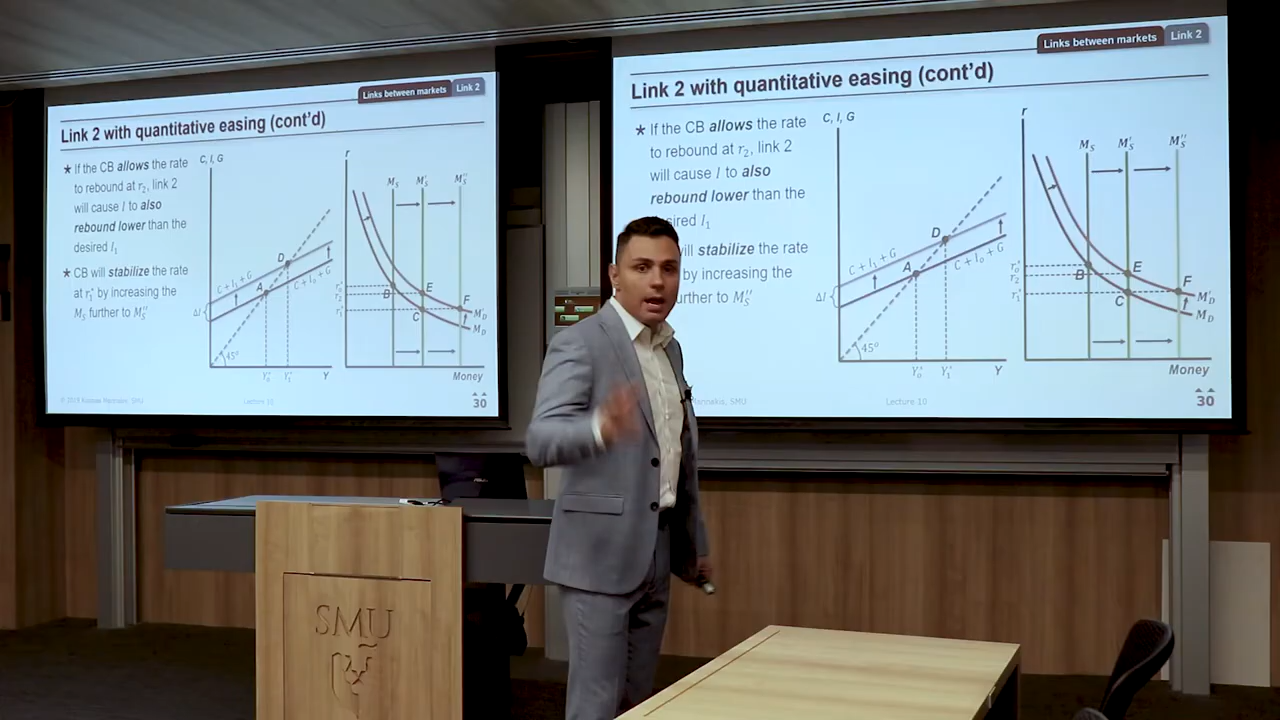 Links between markets Link 2
Link 2 with quantitative easing (cont'd)
★ If the CB allows the rate
to rebound at r₂, link 2
will cause I to also
rebound lower than the
desired I₁
★ CB will stabilize the rate
at r₁* by increasing the
Mₛ further to Mₛ''
C, I, G
D
C + I₁ + G
A
C + I₀ + G
ΔI
45°
Y₀* Y₁* Y
r
Mₛ Mₛ' Mₛ''
r₀*
r₂
r₁*
B E
C F
M_D'
M_D
Money
Lecture 10
30
Links between markets Link 2
Link 2 with quantitative easing (cont'd)
★ If the CB allows the rate
to rebound at r₂, link 2
will cause I to also
rebound lower than the
sired I₁
ill stabilize the rate
by increasing the
urther to Mₛ''
C, I, G
D
C + I₁ + G
A
C + I₀ + G
ΔI
45°
Y₀* Y₁* Y
r
Mₛ Mₛ' Mₛ''
r₀*
r₂
r₁*
B E
C F
M_D'
M_D
Money
SMU
Lecture 10
30
SMU